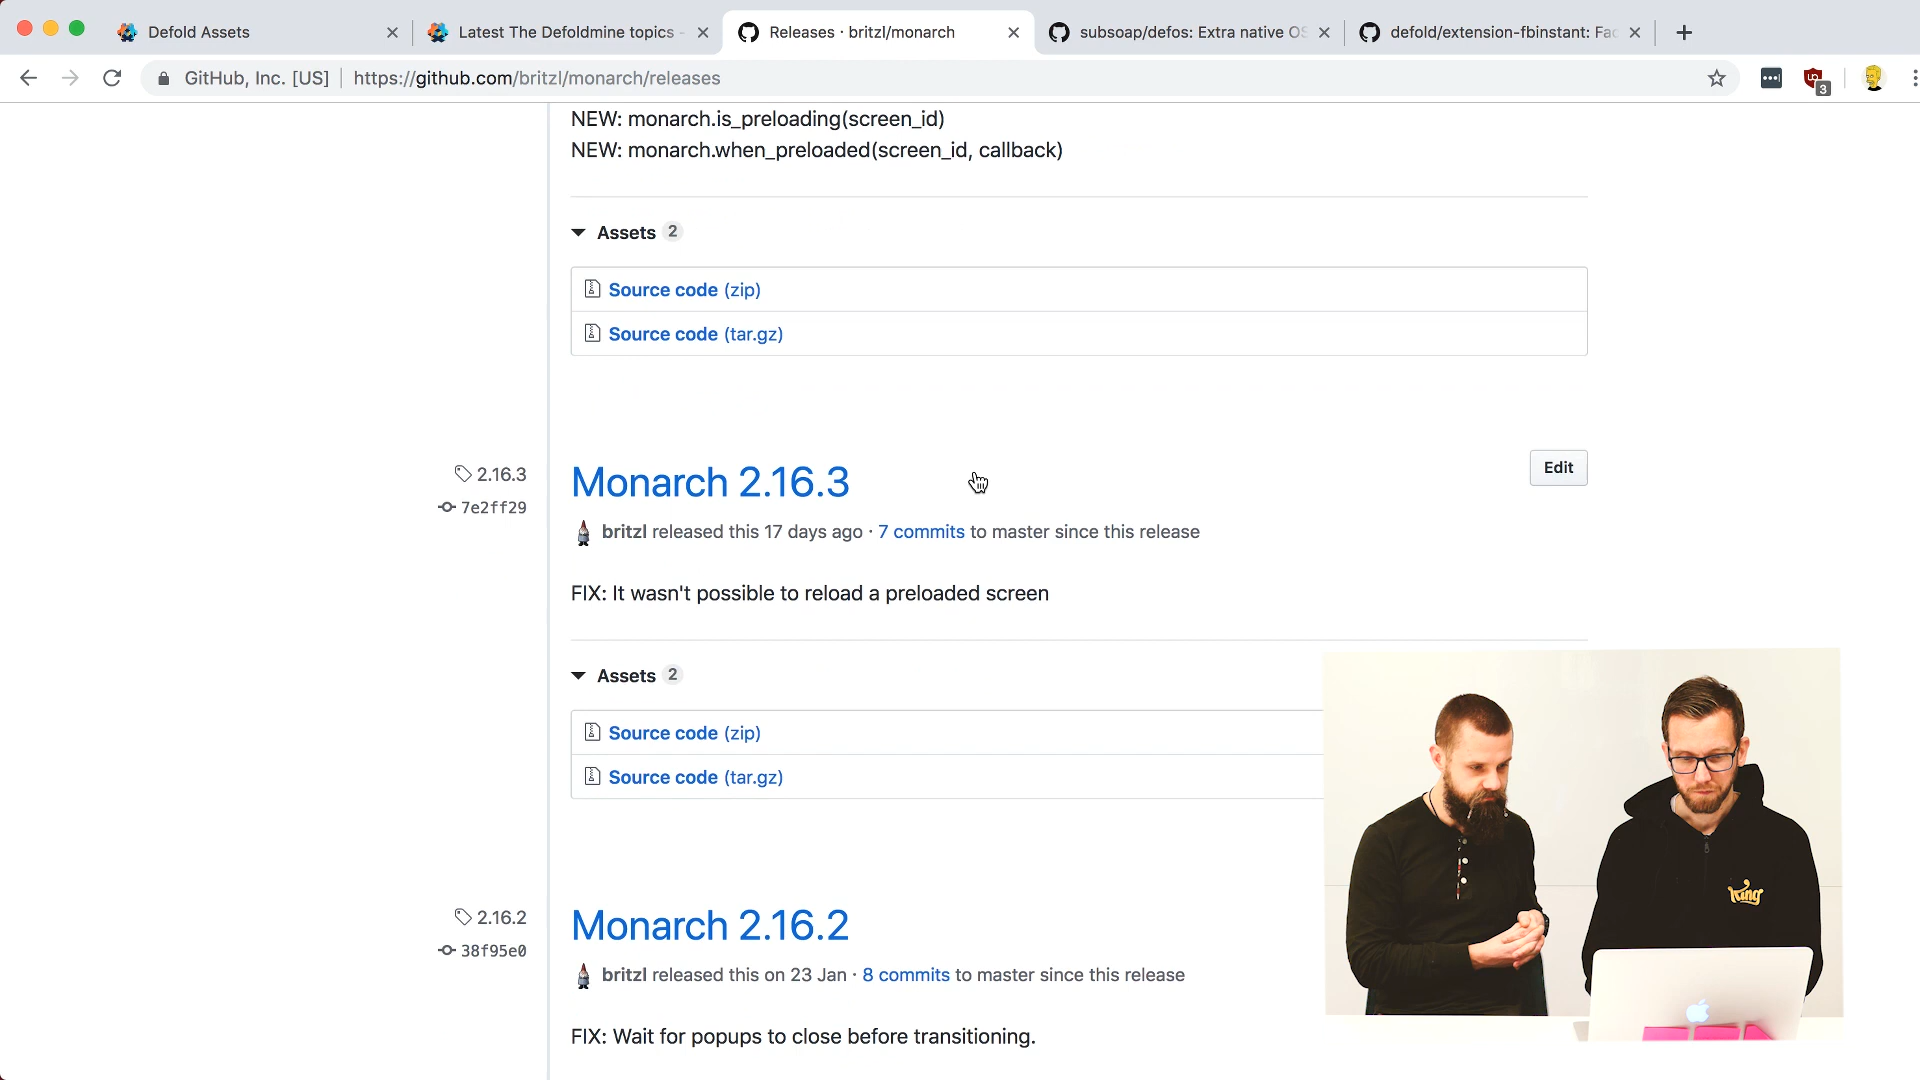 Defold Assets
Latest The Defoldmine topics -
Releases · britzl/monarch
subsoap/defos: Extra native OS
defold/extension-fbinstant: Fac
GitHub, Inc. [US]
https://github.com/britzl/monarch/releases
3
NEW: monarch.is_preloading(screen_id)
NEW: monarch.when_preloaded(screen_id, callback)
Assets 2
Source code (zip)
Source code (tar.gz)
2.16.3
7e2ff29
Monarch 2.16.3
Edit
britzl released this 17 days ago · 7 commits to master since this release
FIX: It wasn't possible to reload a preloaded screen
Assets 2
Source code (zip)
Source code (tar.gz)
2.16.2
38f95e0
Monarch 2.16.2
britzl released this on 23 Jan · 8 commits to master since this release
FIX: Wait for popups to close before transitioning.
King